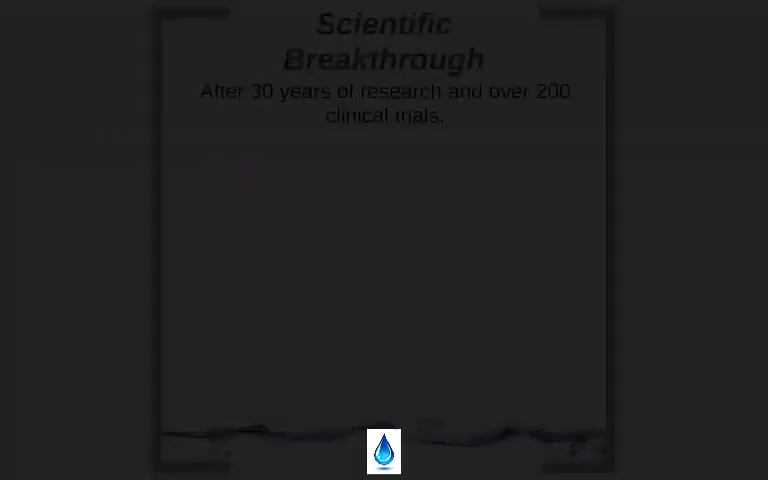 Scientific
Breakthrough
After 30 years of research and over 200
clinical trials.